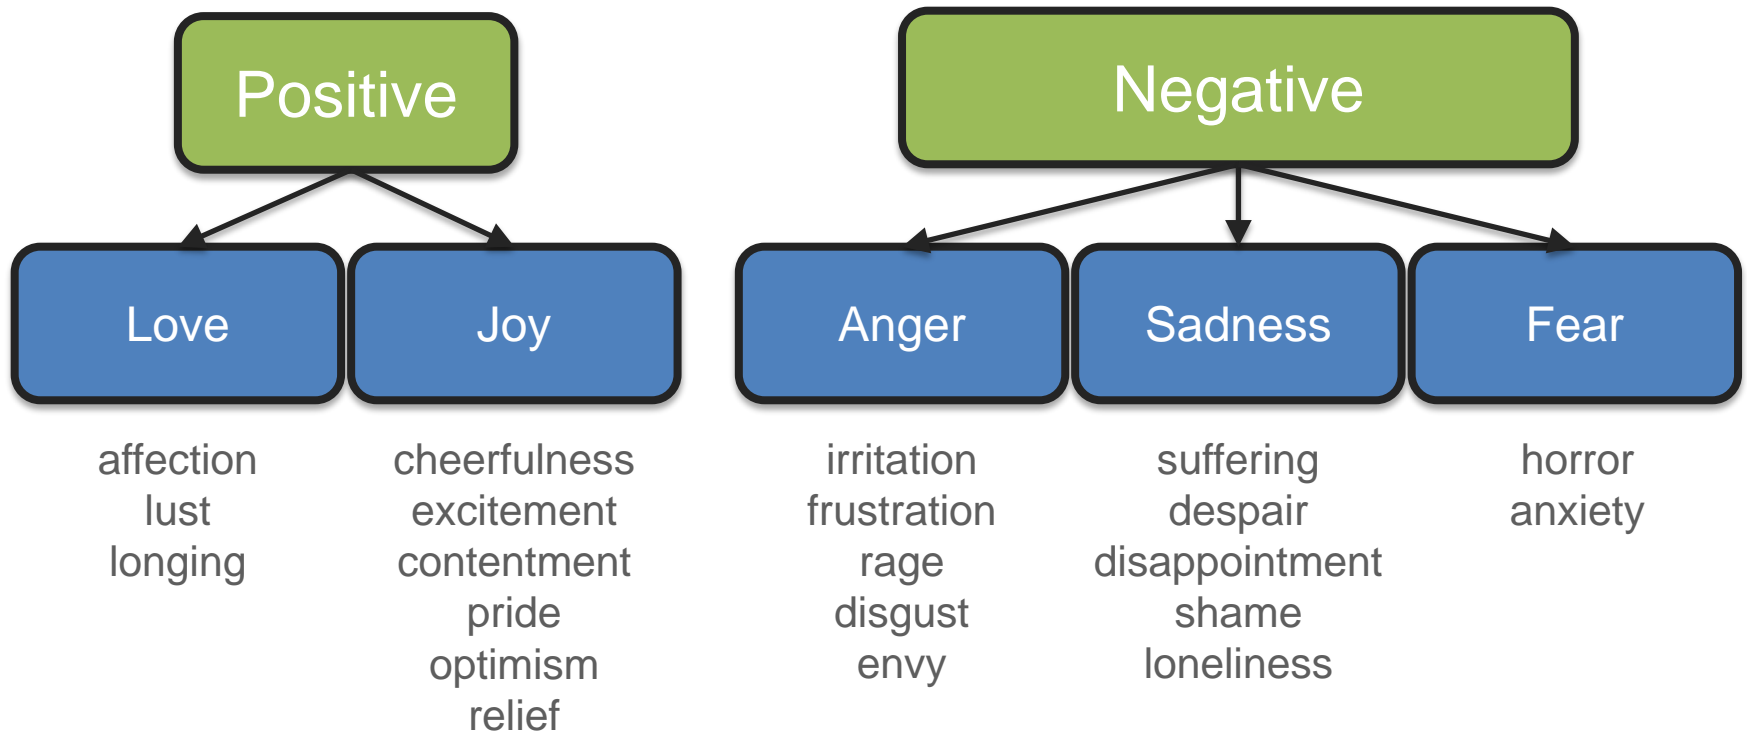 Positive
Negative
Love
Joy
Anger
Sadness
Fear
affection
lust
longing
cheerfulness
excitement
contentment
pride
optimism
relief
irritation
frustration
rage
disgust
envy
suffering
despair
disappointment
shame
loneliness
horror
anxiety